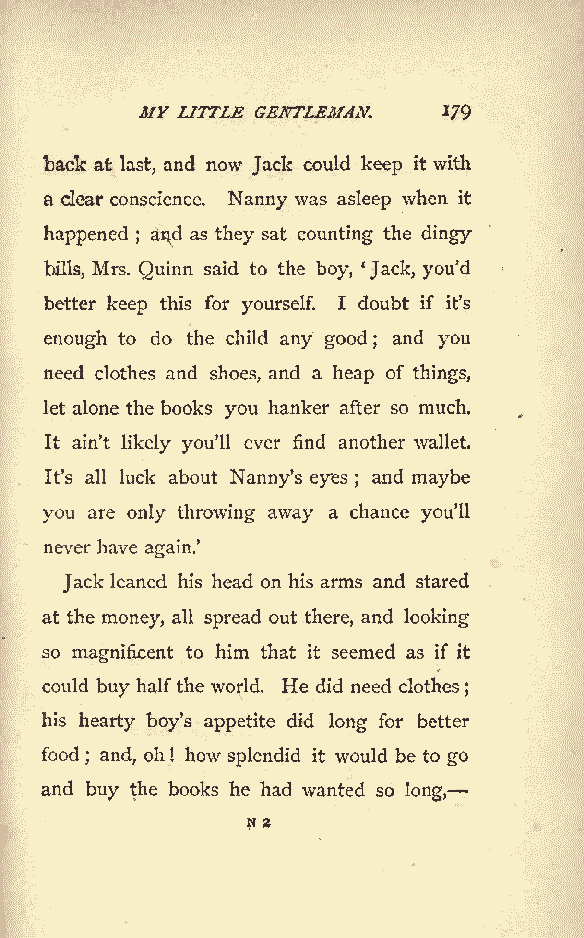 MY LITTLE GENTLEMAN. 179
back at last, and now Jack could keep it with
a clear conscience. Nanny was asleep when it
happened ; and as they sat counting the dingy
bills, Mrs. Quinn said to the boy, ‘Jack, you’d
better keep this for yourself. I doubt if it’s
enough to do the child any good ; and you
need clothes and shoes, and a heap of things,
let alone the books you hanker after so much.
It ain’t likely you’ll ever find another wallet.
It’s all luck about Nanny’s eyes ; and maybe
you are only throwing away a chance you’ll
never have again.’
Jack leaned his head on his arms and stared
at the money, all spread out there, and looking
so magnificent to him that it seemed as if it
could buy half the world. He did need clothes ;
his hearty boy’s appetite did long for better
food ; and, oh ! how splendid it would be to go
and buy the books he had wanted so long,—
N 2